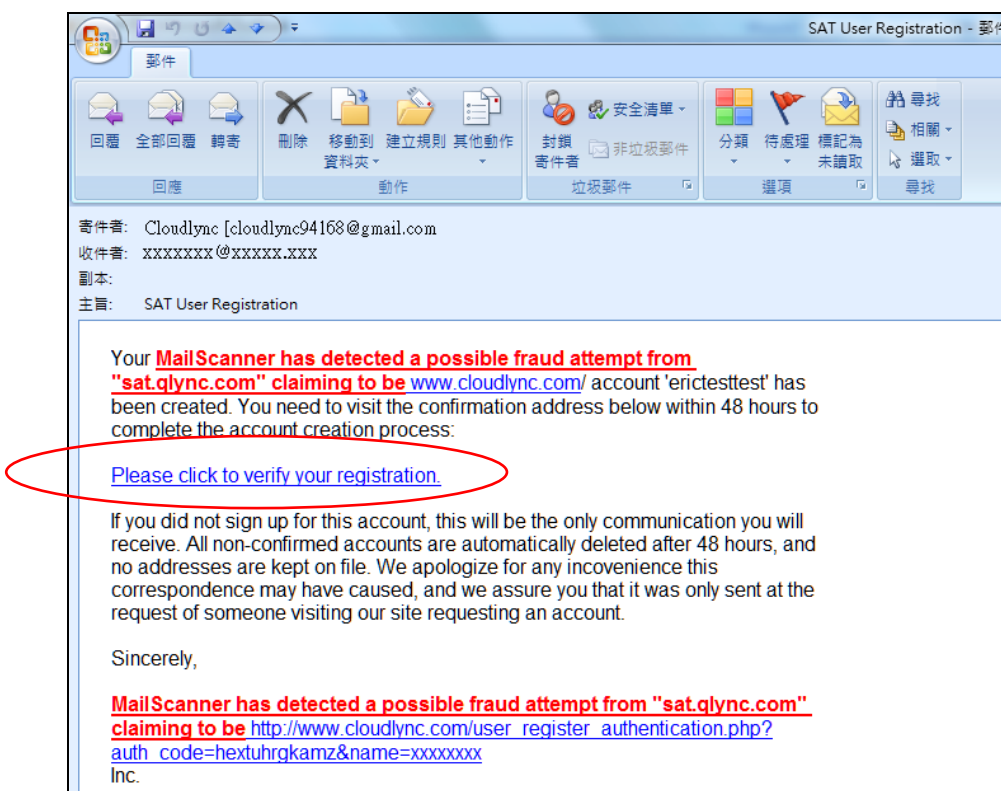 SAT User Registration - 郵件
郵件
回覆 全部回覆 轉寄 刪除 移動到資料夾 建立規則 其他動作 封鎖寄件者 安全清單 非垃圾郵件 分類 待處理 標記為未讀取 尋找 相關 選取
回應 動作 垃圾郵件 選項 尋找
寄件者: Cloudlync [cloudlync94168@gmail.com
收件者: xxxxxxx@xxxxx.xxx
副本:
主旨: SAT User Registration
Your MailScanner has detected a possible fraud attempt from
"sat.qlync.com" claiming to be www.cloudlync.com/ account 'erictesttest' has
been created. You need to visit the confirmation address below within 48 hours to
complete the account creation process:
Please click to verify your registration.
If you did not sign up for this account, this will be the only communication you will
receive. All non-confirmed accounts are automatically deleted after 48 hours, and
no addresses are kept on file. We apologize for any incovenience this
correspondence may have caused, and we assure you that it was only sent at the
request of someone visiting our site requesting an account.
Sincerely,
MailScanner has detected a possible fraud attempt from "sat.qlync.com"
claiming to be http://www.cloudlync.com/user_register_authentication.php?
auth_code=hextuhrgkamz&name=xxxxxxxx
Inc.